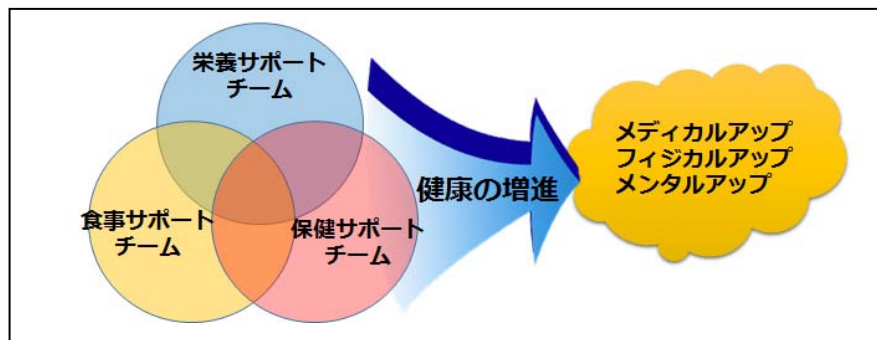 栄養サポート
チーム
食事サポート
チーム
保健サポート
チーム
健康の増進
メディカルアップ
フィジカルアップ
メンタルアップ